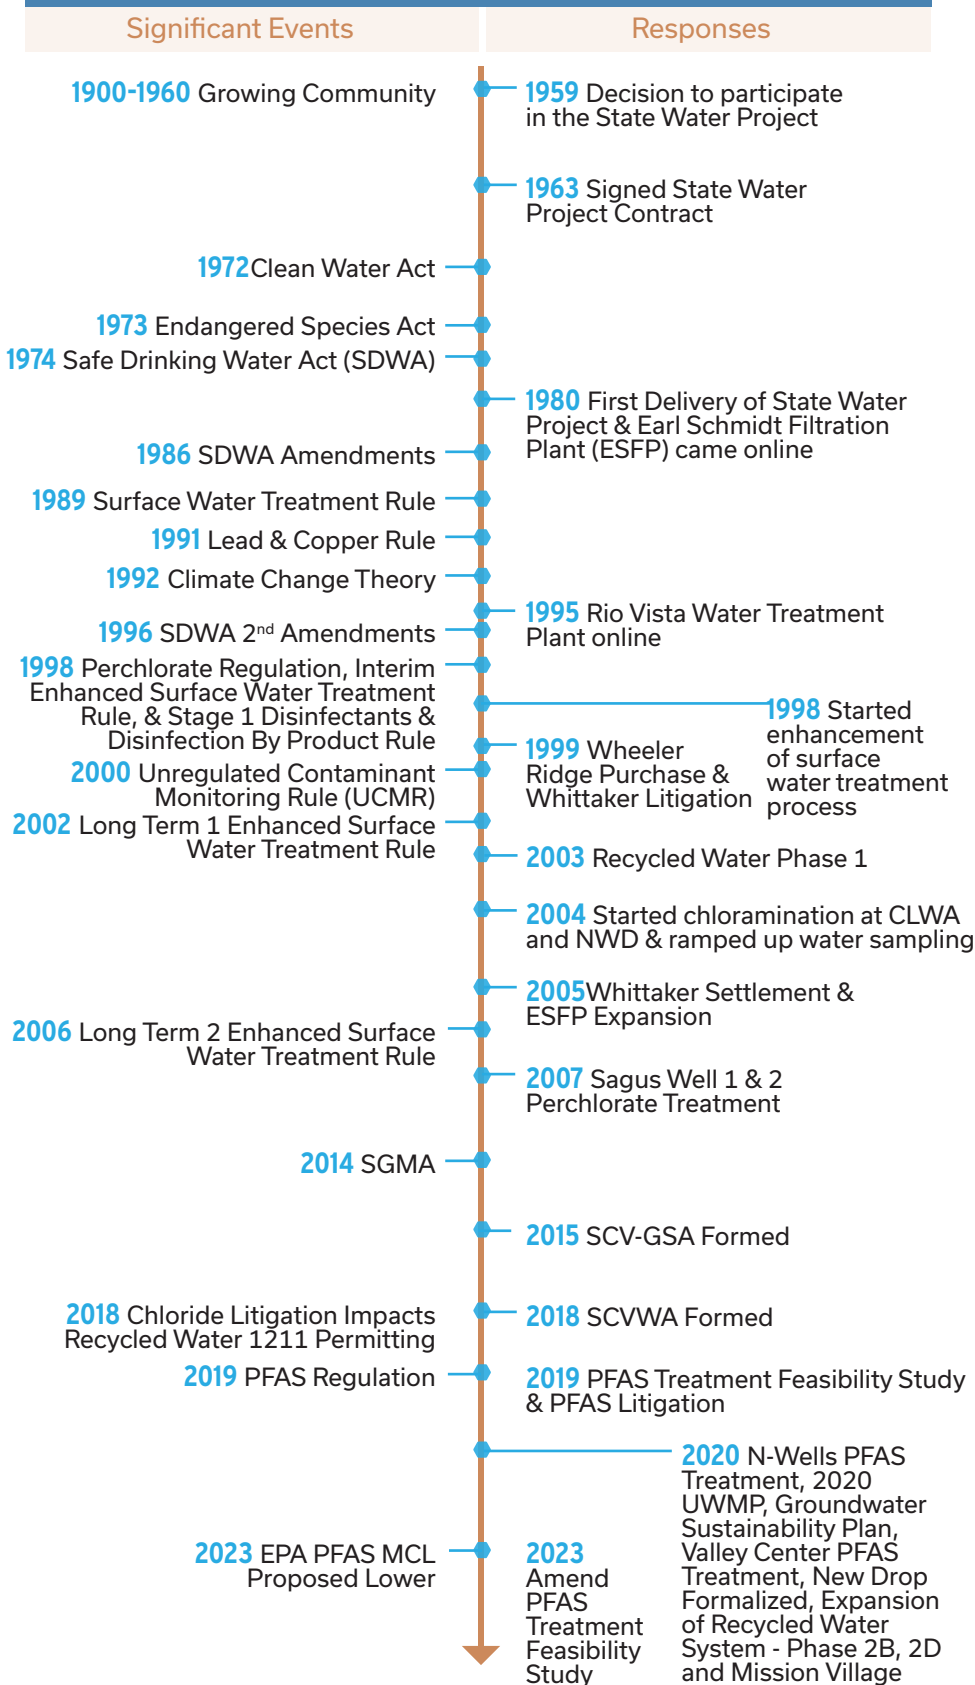 Significant Events
Responses
1900-1960 Growing Community
1959 Decision to participate
in the State Water Project
1963 Signed State Water
Project Contract
1972Clean Water Act
1973 Endangered Species Act
1974 Safe Drinking Water Act (SDWA)
1980 First Delivery of State Water
Project & Earl Schmidt Filtration
Plant (ESFP) came online
1986 SDWA Amendments
1989 Surface Water Treatment Rule
1991 Lead & Copper Rule
1992 Climate Change Theory
1995 Rio Vista Water Treatment
Plant online
1996 SDWA 2nd Amendments
1998 Perchlorate Regulation, Interim
Enhanced Surface Water Treatment
Rule, & Stage 1 Disinfectants &
Disinfection By Product Rule
1998 Started
enhancement
of surface
water treatment
process
1999 Wheeler
Ridge Purchase &
Whittaker Litigation
2000 Unregulated Contaminant
Monitoring Rule (UCMR)
2002 Long Term 1 Enhanced Surface
Water Treatment Rule
2003 Recycled Water Phase 1
2004 Started chloramination at CLWA
and NWD & ramped up water sampling
2005Whittaker Settlement &
ESFP Expansion
2006 Long Term 2 Enhanced Surface
Water Treatment Rule
2007 Sagus Well 1 & 2
Perchlorate Treatment
2014 SGMA
2015 SCV-GSA Formed
2018 Chloride Litigation Impacts
Recycled Water 1211 Permitting
2018 SCVWA Formed
2019 PFAS Regulation
2019 PFAS Treatment Feasibility Study
& PFAS Litigation
2020 N-Wells PFAS
Treatment, 2020
UWMP, Groundwater
Sustainability Plan,
Valley Center PFAS
Treatment, New Drop
Formalized, Expansion
of Recycled Water
System - Phase 2B, 2D
and Mission Village
2023 EPA PFAS MCL
Proposed Lower
2023
Amend
PFAS
Treatment
Feasibility
Study